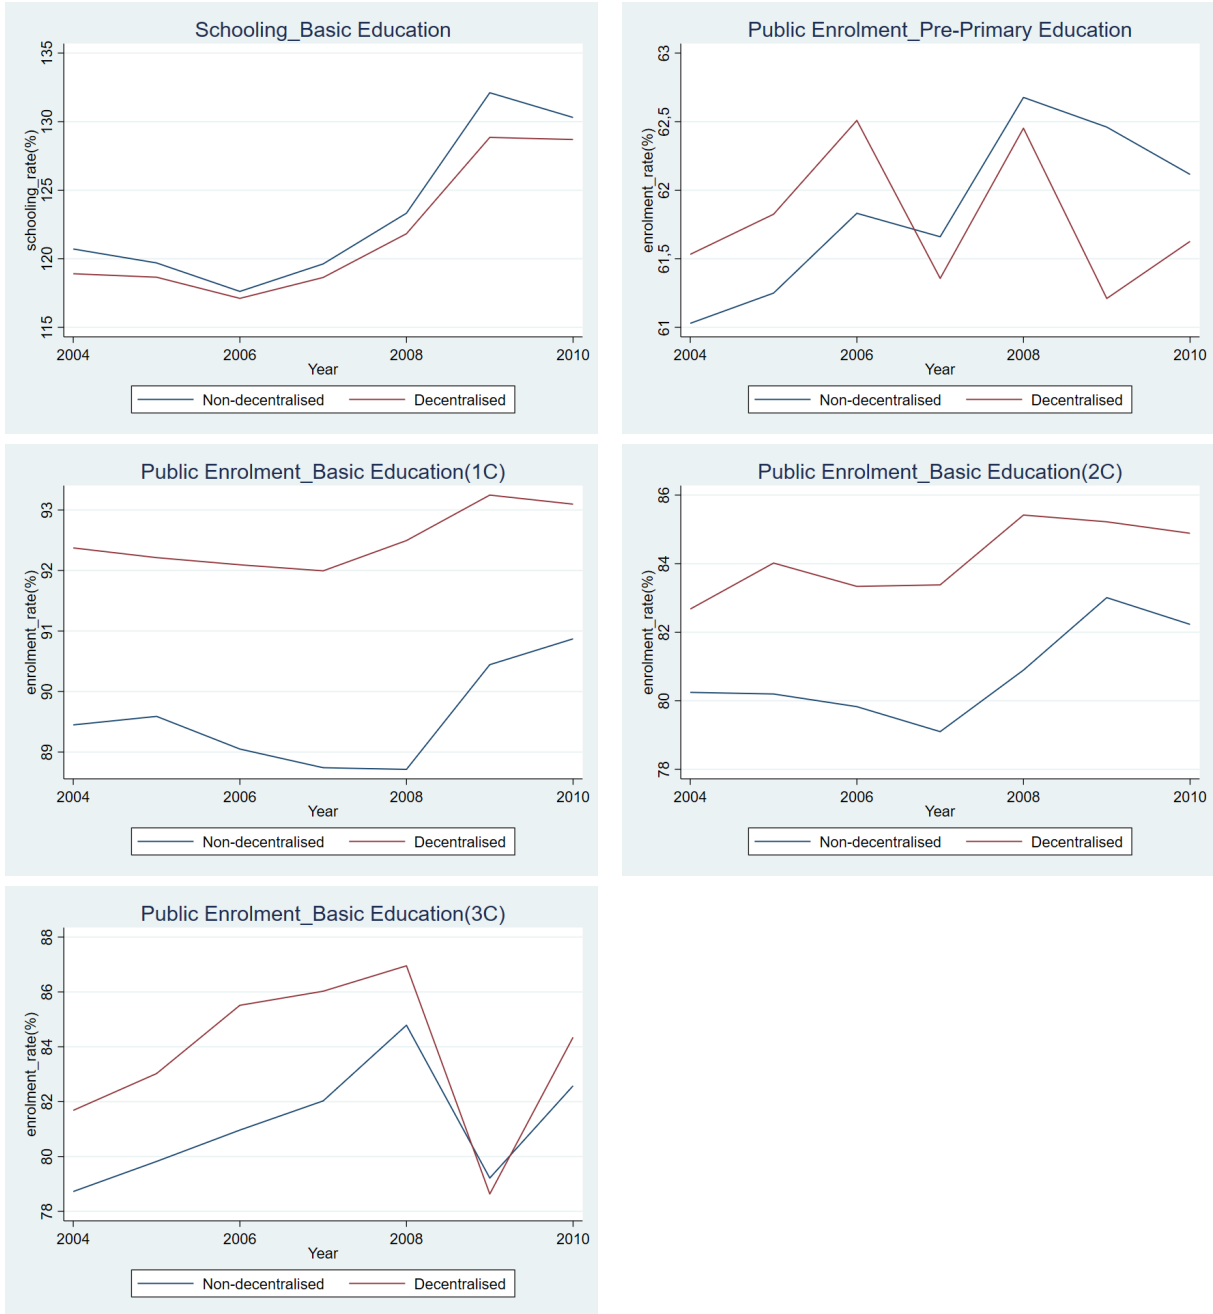 Schooling_Basic Education
schooling_rate(%)
135
130
125
120
115
2004 2006 2008 2010
Year
Non-decentralised Decentralised
Public Enrolment_Pre-Primary Education
enrolment_rate(%)
63
62,5
62
61,5
61
2004 2006 2008 2010
Year
Non-decentralised Decentralised
Public Enrolment_Basic Education(1C)
enrolment_rate(%)
93
92
91
90
89
2004 2006 2008 2010
Year
Non-decentralised Decentralised
Public Enrolment_Basic Education(2C)
enrolment_rate(%)
86
84
82
80
78
2004 2006 2008 2010
Year
Non-decentralised Decentralised
Public Enrolment_Basic Education(3C)
enrolment_rate(%)
88
86
84
82
80
78
2004 2006 2008 2010
Year
Non-decentralised Decentralised